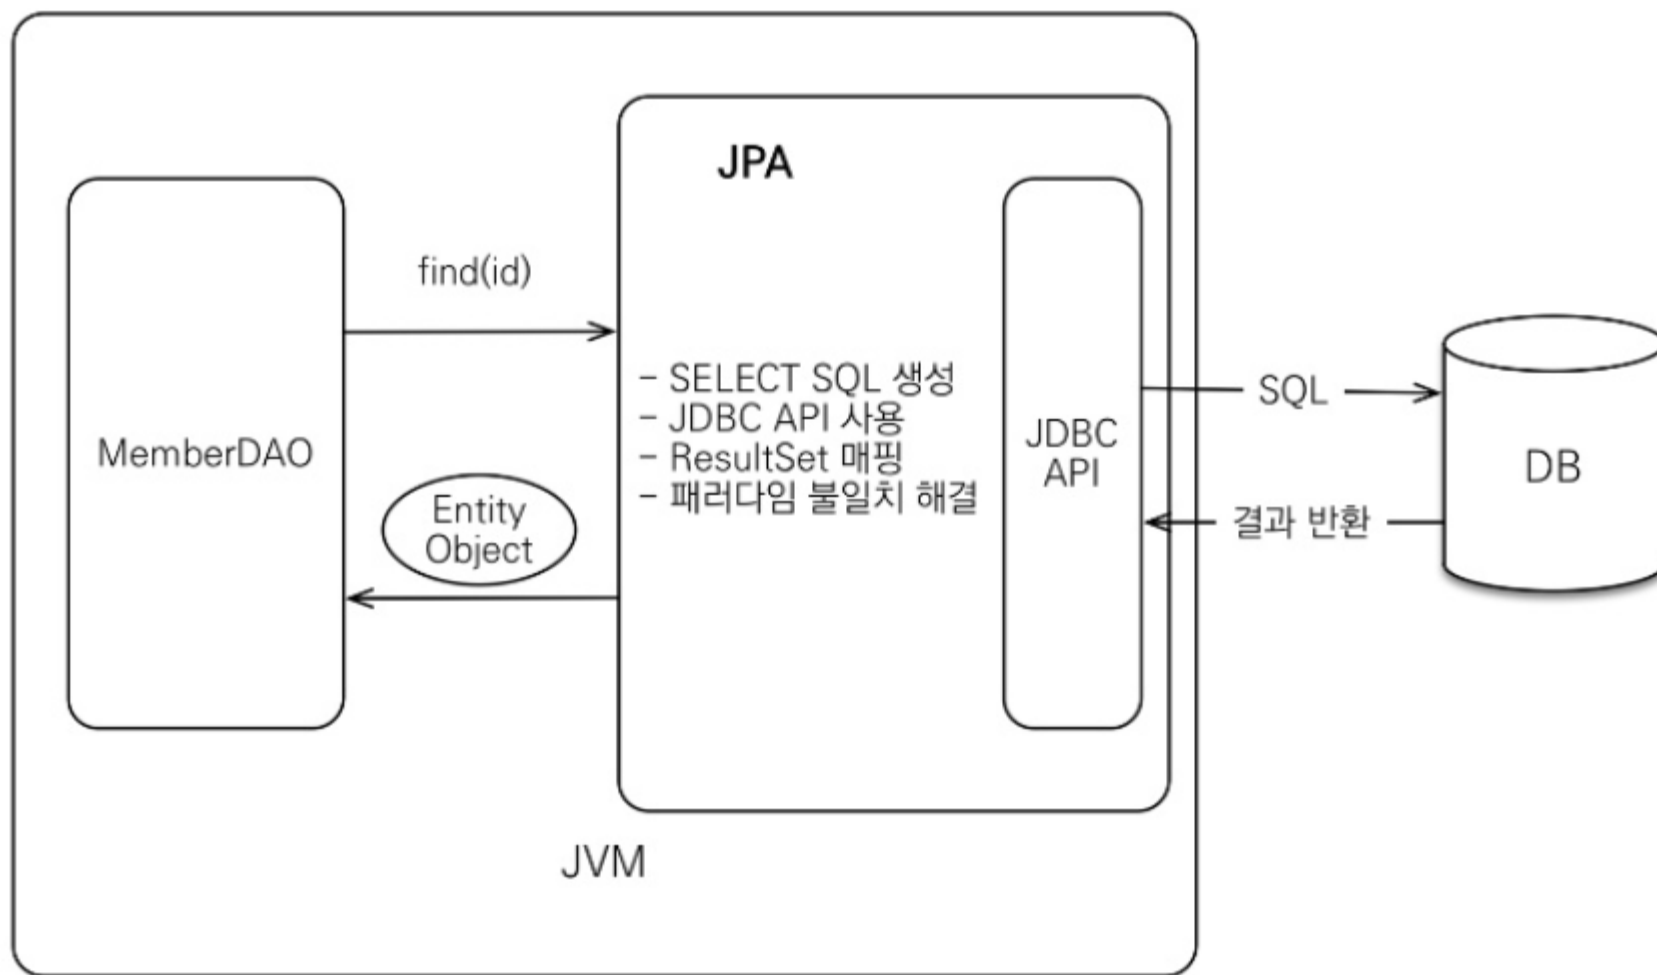 JPA
find(id)
MemberDAO
Entity
Object
- SELECT SQL 생성
- JDBC API 사용
- ResultSet 매핑
- 패러다임 불일치 해결
JDBC
API
SQL
결과 반환
DB
JVM